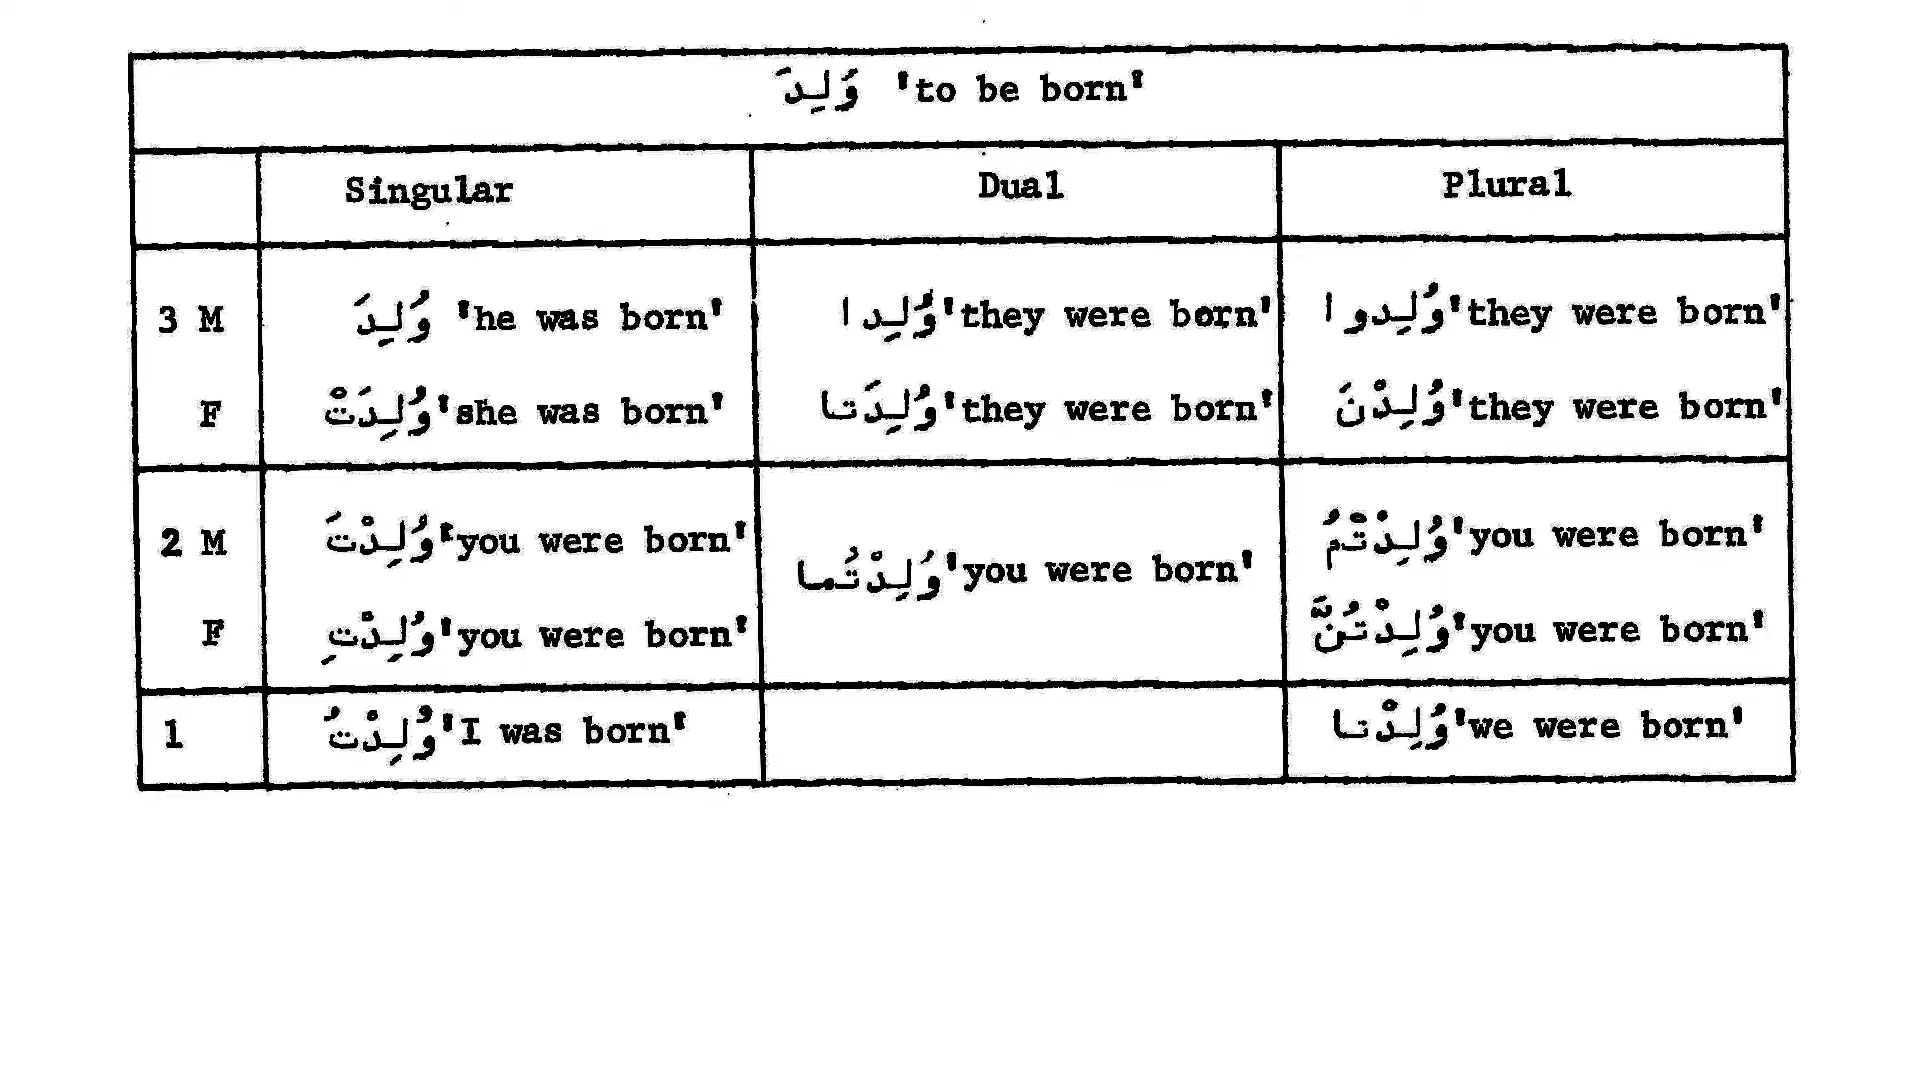 وُلِدَ 'to be born'
Singular Dual Plural
3 M وُلِدَ 'he was born' وُلِدا 'they were born' وُلِدوا 'they were born'
F وُلِدَتْ 'she was born' وُلِدَتا 'they were born' وُلِدْنَ 'they were born'
2 M وُلِدْتَ 'you were born' وُلِدْتُما 'you were born' وُلِدْتْمُ 'you were born'
F وُلِدْتِ 'you were born' وُلِدْتُنَّ 'you were born'
1 وُلِدْتُ 'I was born' وُلِدْنا 'we were born'